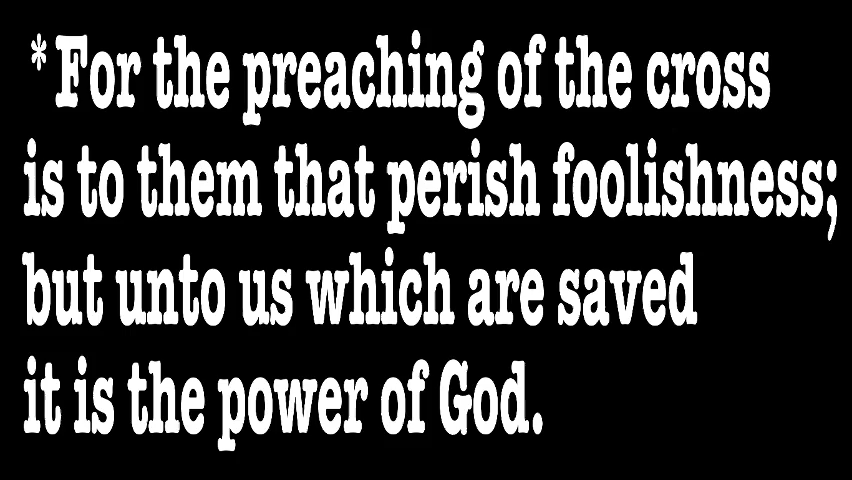 *For the preaching of the cross
is to them that perish foolishness;
but unto us which are saved
it is the power of God.